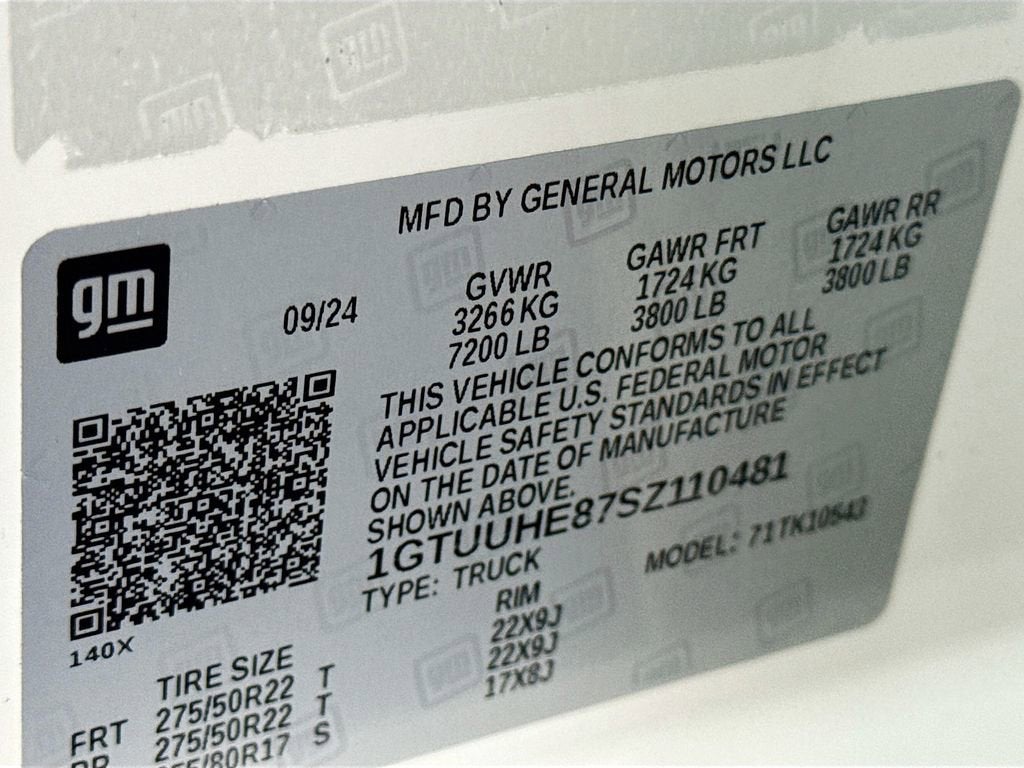 MFD BY GENERAL MOTORS LLC
gm
09/24
GVWR GAWR FRT GAWR RR
3266 KG 1724 KG 1724 KG
7200 LB 3800 LB 3800 LB
THIS VEHICLE CONFORMS TO ALL
APPLICABLE U.S. FEDERAL MOTOR
VEHICLE SAFETY STANDARDS IN EFFECT
ON THE DATE OF MANUFACTURE
SHOWN ABOVE.
1GTUUHE87SZ110481
TYPE: TRUCK MODEL: 71TK10543
140X
TIRE SIZE RIM
FRT 275/50R22 T 22X9J
RR 275/50R22 T 22X9J
/80R17 S 17X8J